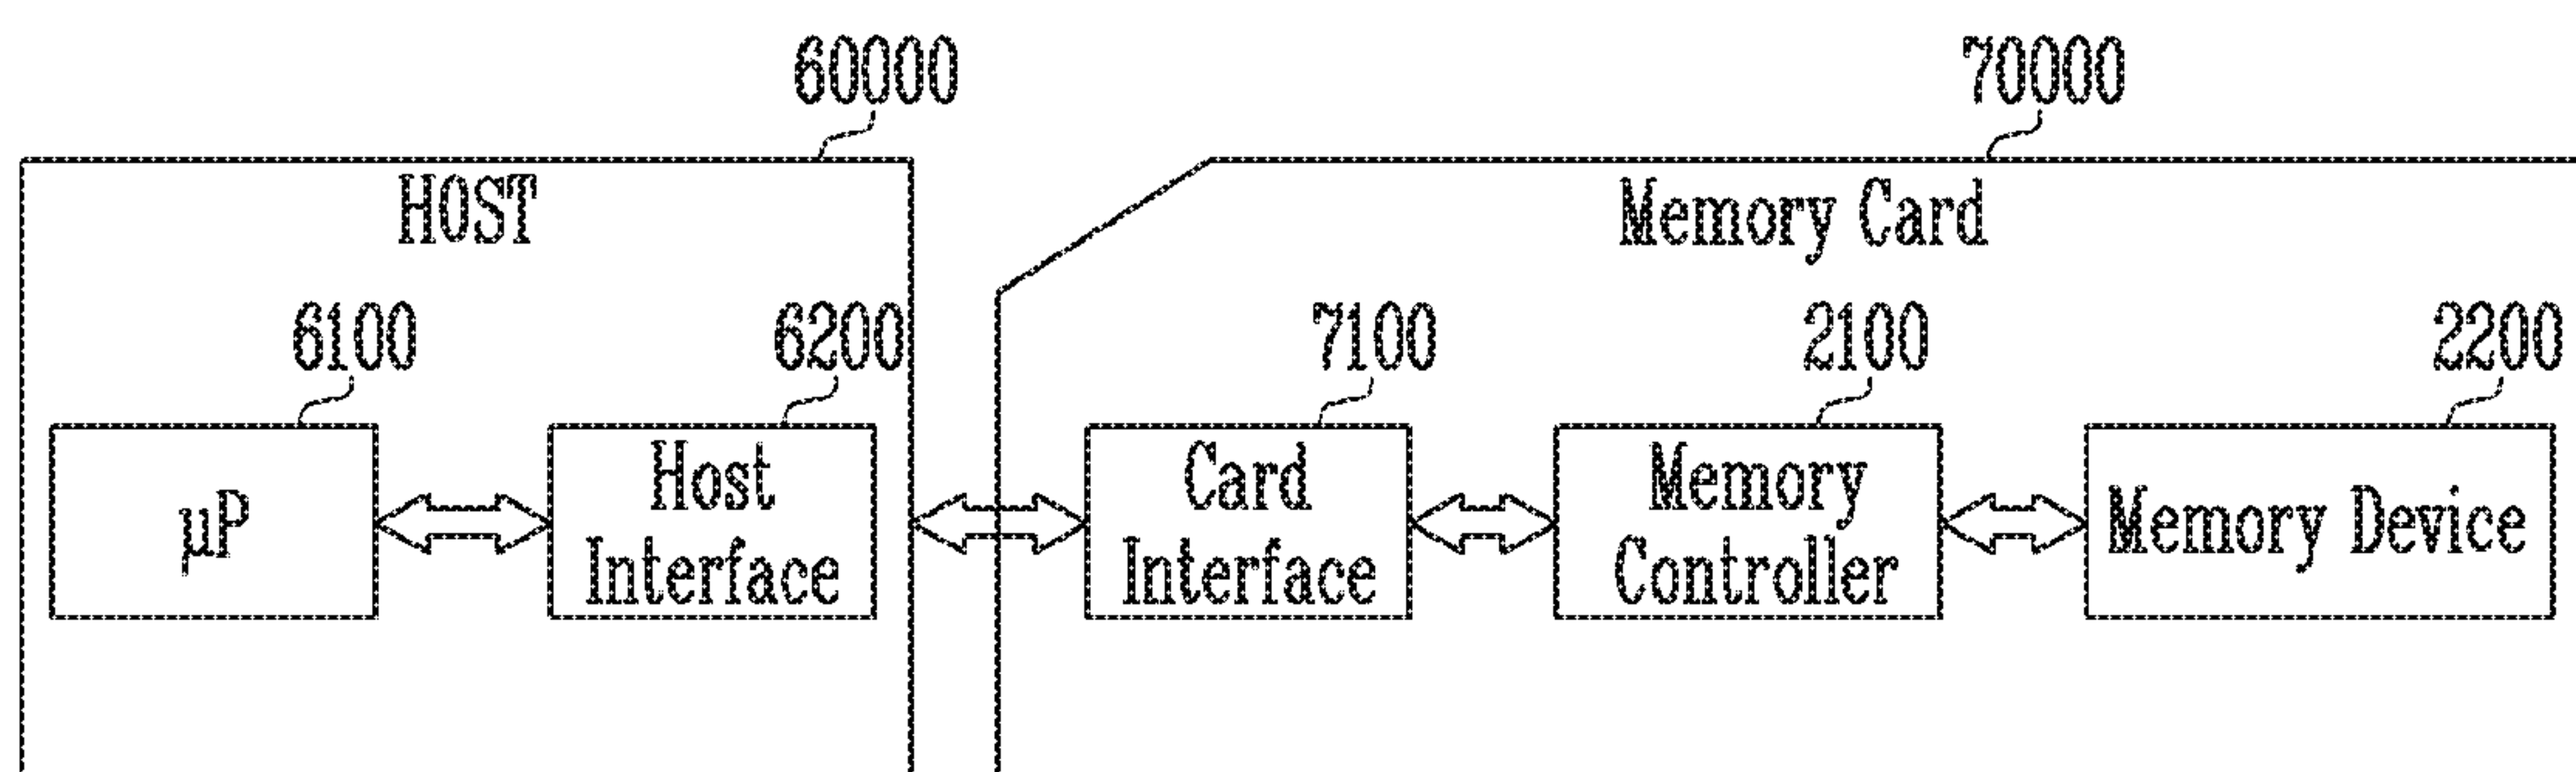 60000
70000
HOST
Memory Card
6100
6200
7100
2100
2200
μP
Host
Interface
Card
Interface
Memory
Controller
Memory Device